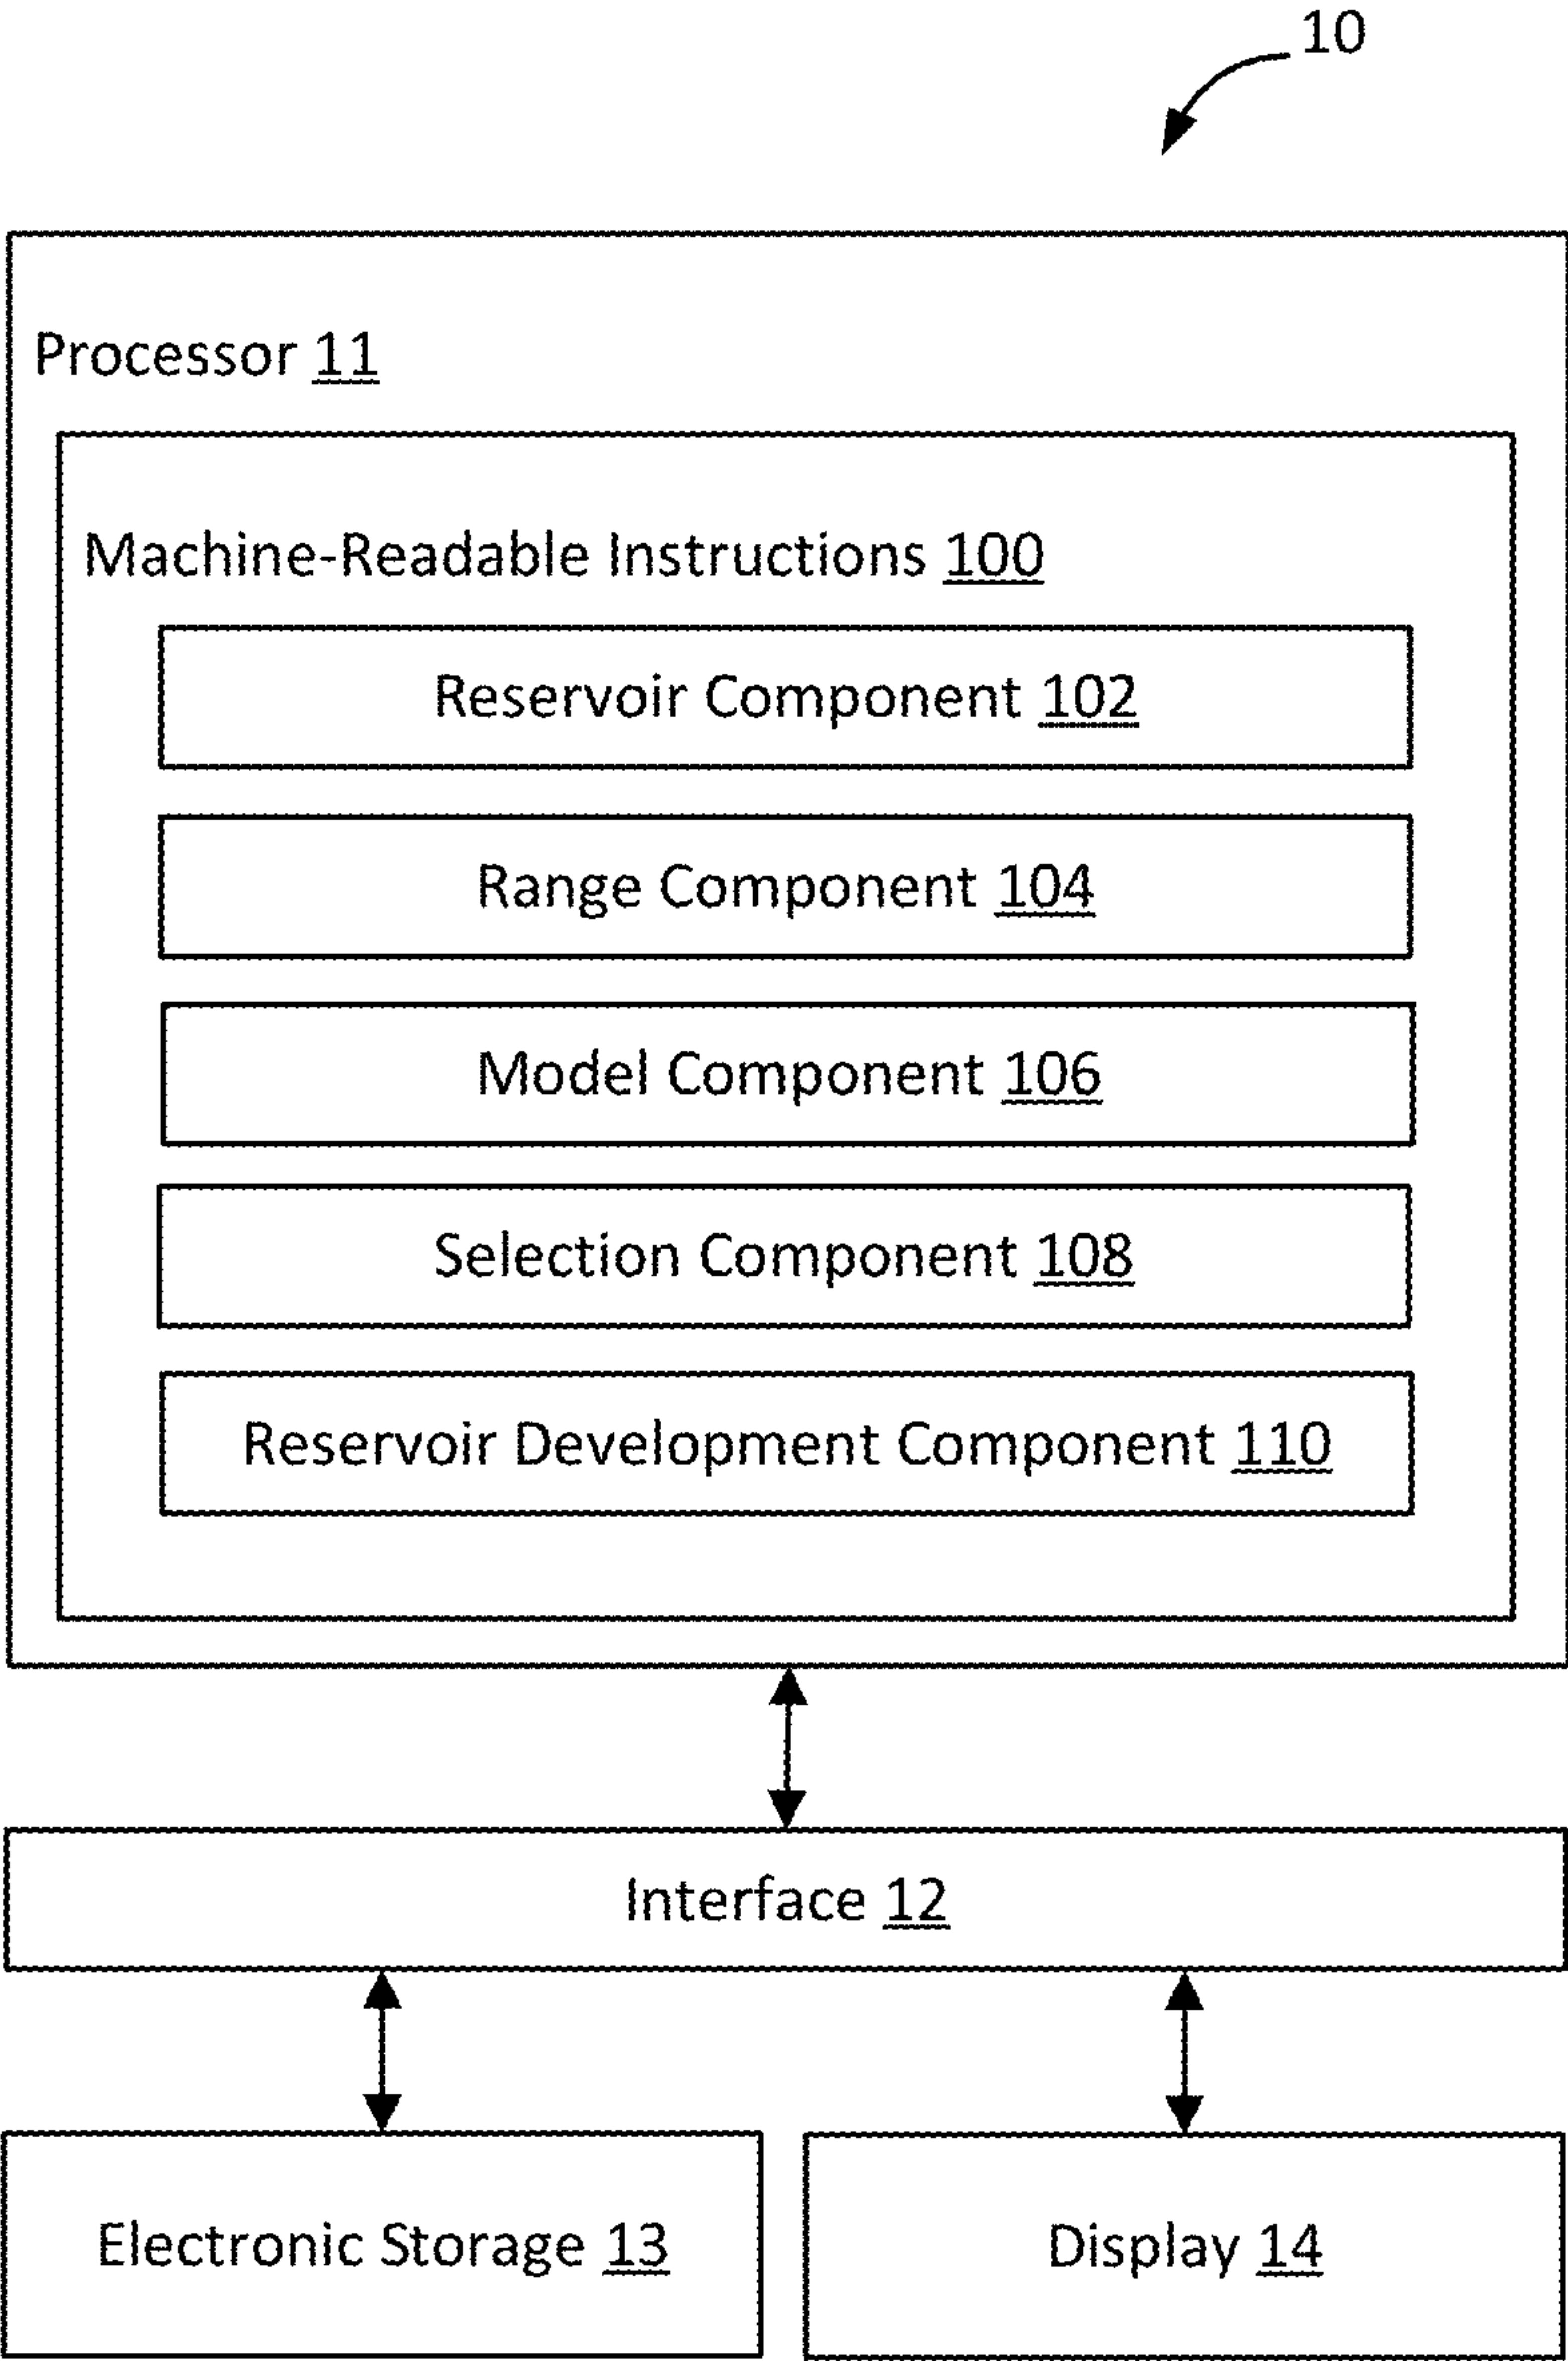 10
Processor 11
Machine-Readable Instructions 100
Reservoir Component 102
Range Component 104
Model Component 106
Selection Component 108
Reservoir Development Component 110
Interface 12
Electronic Storage 13
Display 14